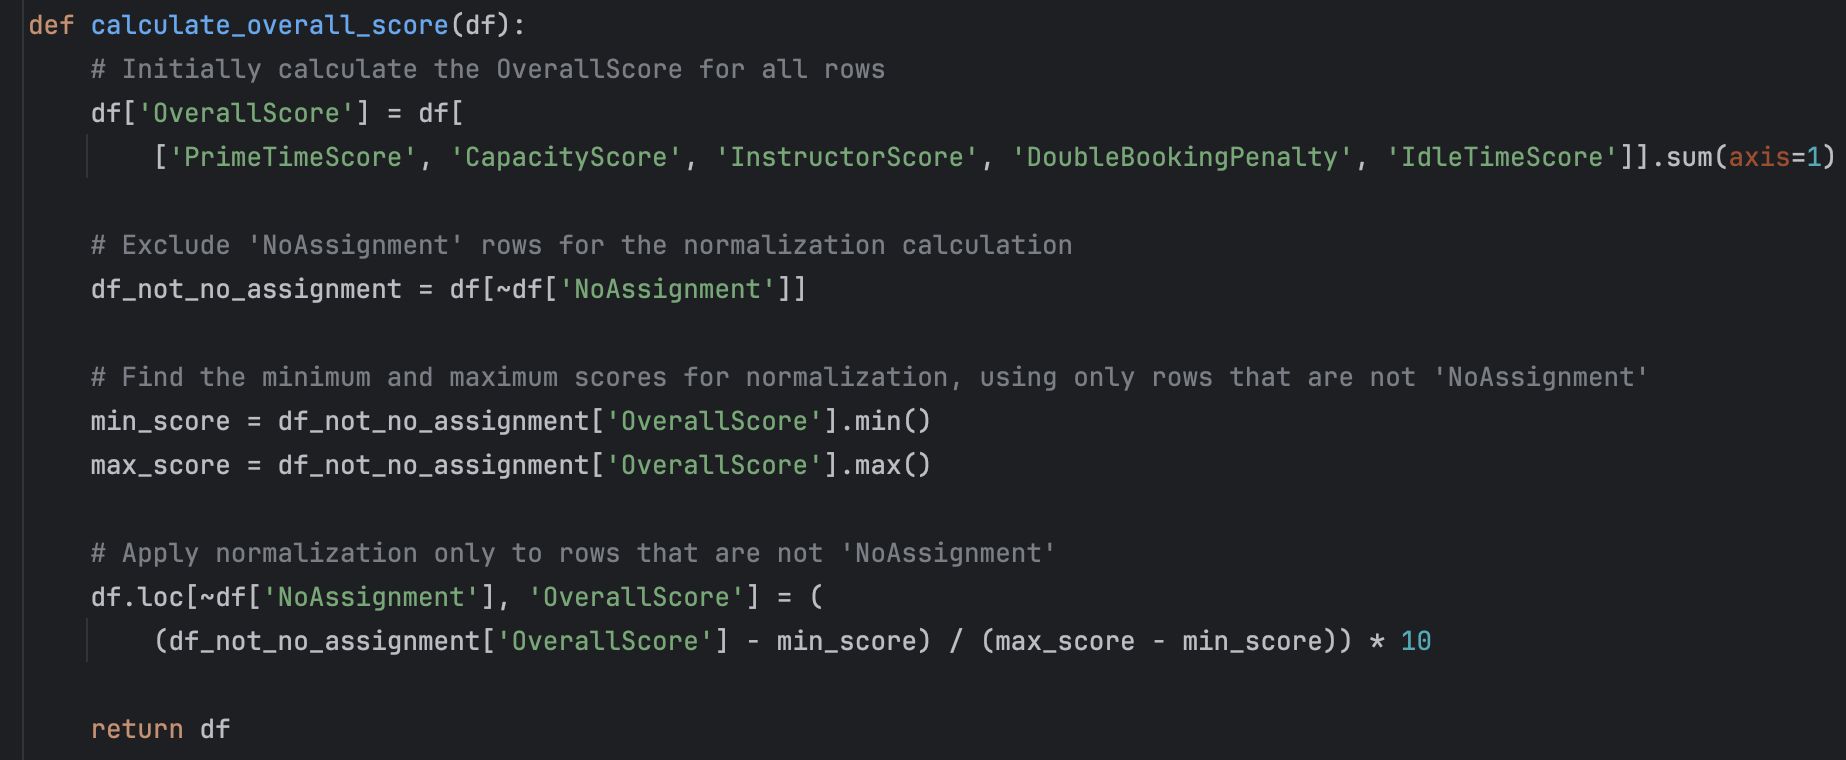 def calculate_overall_score(df):
    # Initially calculate the OverallScore for all rows
    df['OverallScore'] = df[
        ['PrimeTimeScore', 'CapacityScore', 'InstructorScore', 'DoubleBookingPenalty', 'IdleTimeScore']].sum(axis=1)

    # Exclude 'NoAssignment' rows for the normalization calculation
    df_not_no_assignment = df[~df['NoAssignment']]

    # Find the minimum and maximum scores for normalization, using only rows that are not 'NoAssignment'
    min_score = df_not_no_assignment['OverallScore'].min()
    max_score = df_not_no_assignment['OverallScore'].max()

    # Apply normalization only to rows that are not 'NoAssignment'
    df.loc[~df['NoAssignment'], 'OverallScore'] = (
        (df_not_no_assignment['OverallScore'] - min_score) / (max_score - min_score)) * 10

    return df